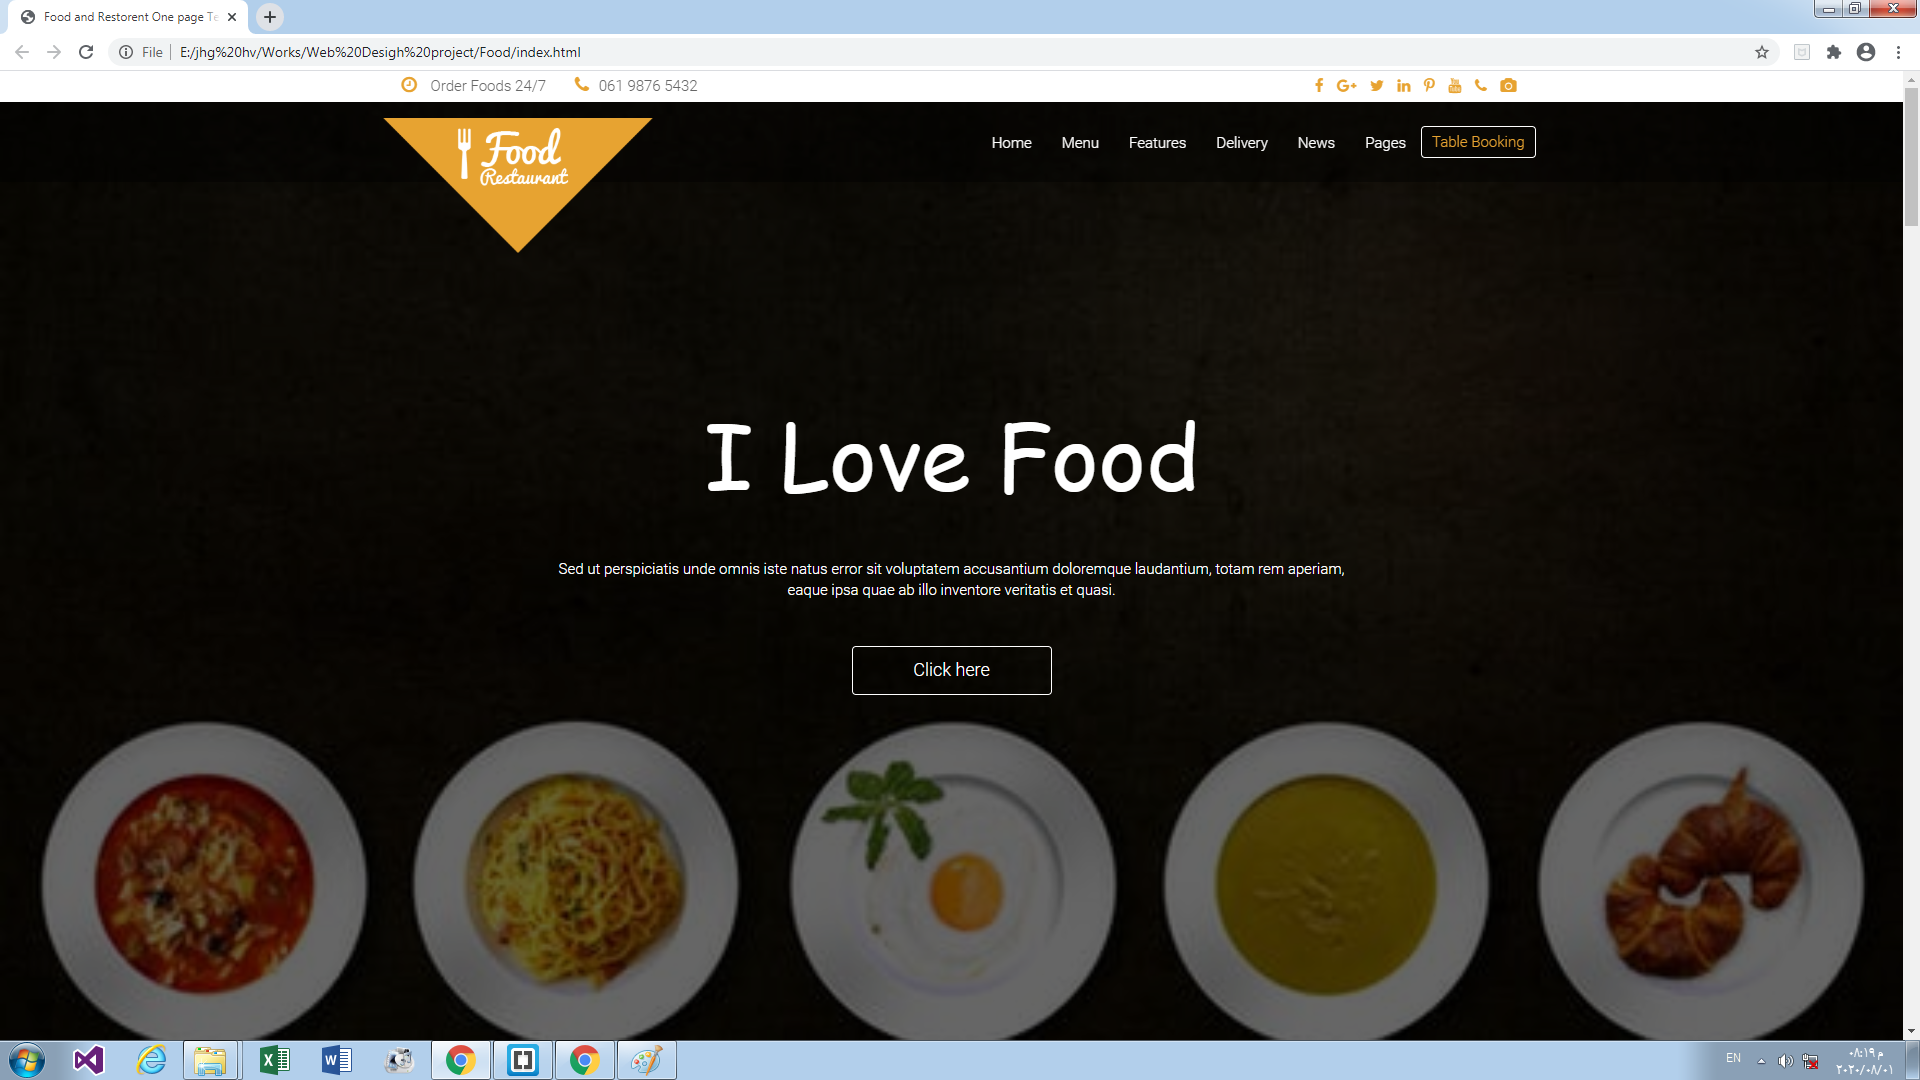 Food and Restorent One page Te
File
E:/jhg%20hv/Works/Web%20Desigh%20project/Food/index.html
Order Foods 24/7
061 9876 5432
Food
Restaurant
Home
Menu
Features
Delivery
News
Pages
Table Booking
I Love Food
Sed ut perspiciatis unde omnis iste natus error sit voluptatem accusantium doloremque laudantium, totam rem aperiam,
eaque ipsa quae ab illo inventore veritatis et quasi.
Click here
EN
م ٠٨:١٩
٢٠٢٠/٠٨/٠١